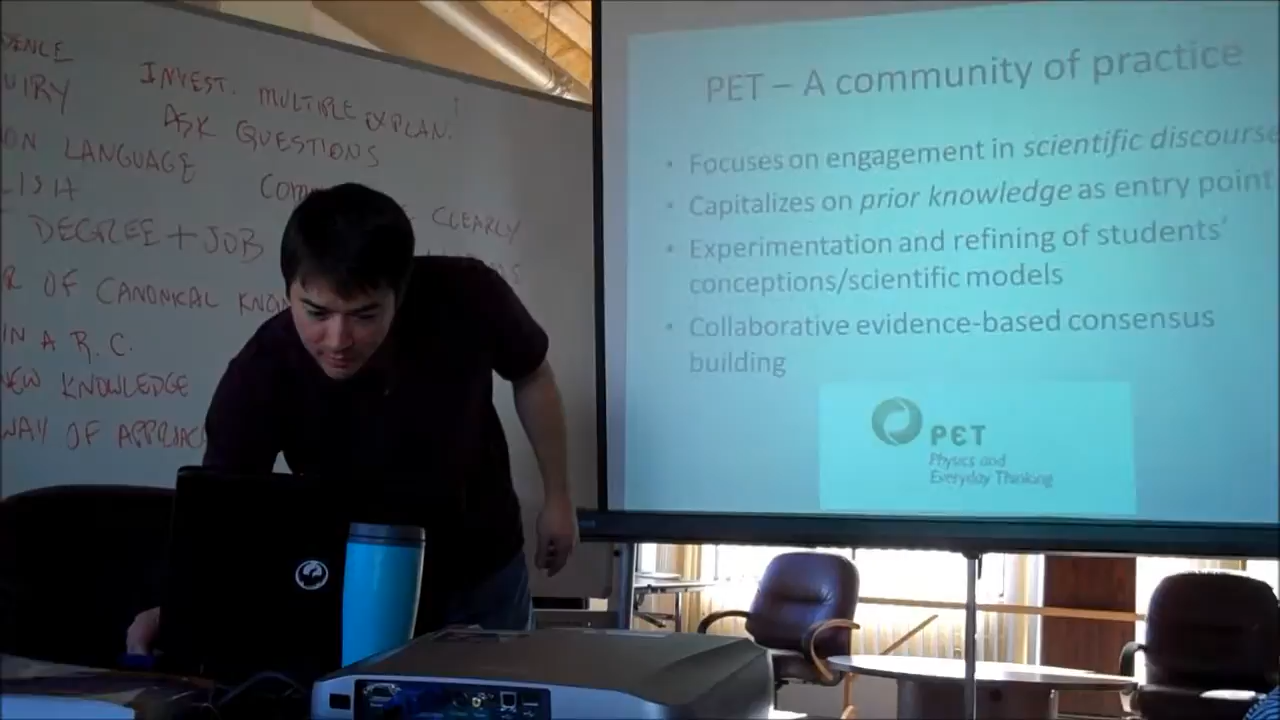 INVEST. MULTIPLE EXPLAN.
ASK QUESTIONS
ON LANGUAGE
CLEARLY
DEGREE + JOB
R OF CANONICAL
IN A R.C.
NEW KNOWLEDGE
WAY OF
PET – A community of practice
• Focuses on engagement in scientific discourse
• Capitalizes on prior knowledge as entry point
• Experimentation and refining of students'
conceptions/scientific models
• Collaborative evidence-based consensus
building
PET
Physics and
Everyday Thinking